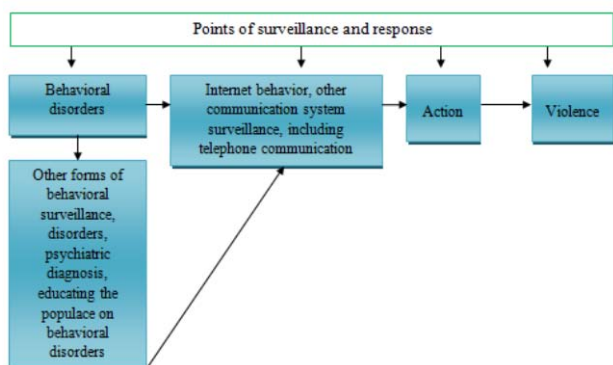 Points of surveillance and response
Behavioral
disorders
Internet behavior, other
communication system
surveillance, including
telephone communication
Action
Violence
Other forms of
behavioral
surveillance,
disorders,
psychiatric
diagnosis,
educating the
populace on
behavioral
disorders